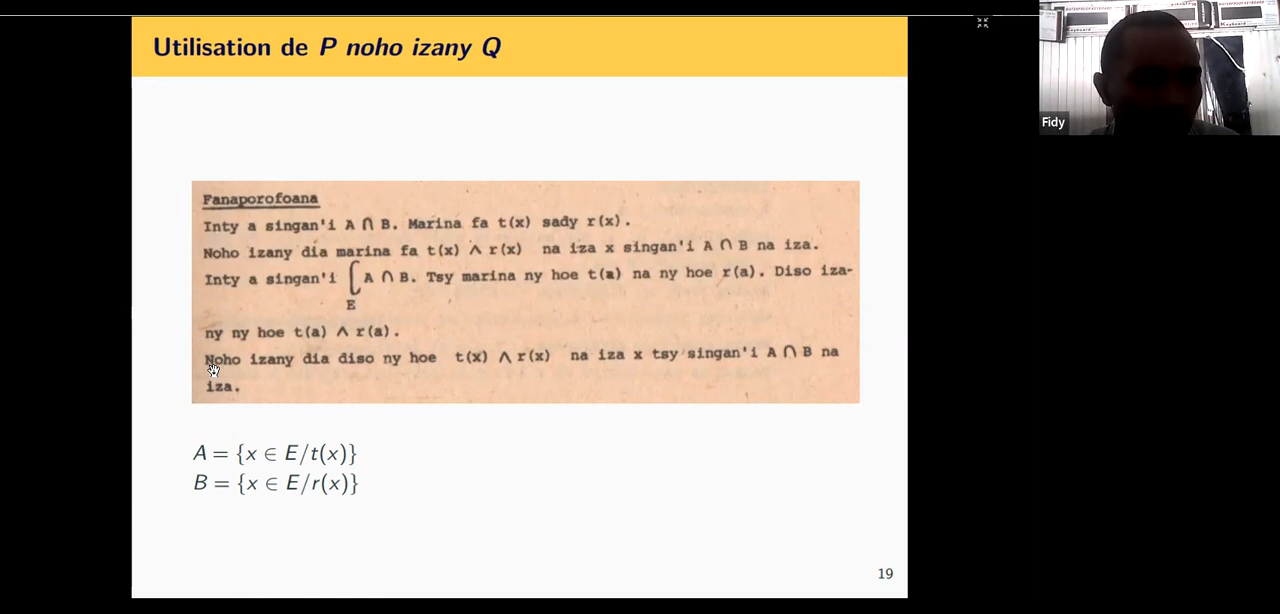 Utilisation de P noho izany Q
Fanaporofoana
Inty a singan'i A ∩ B. Marina fa t(x) sady r(x).
Noho izany dia marina fa t(x) ∧ r(x) na iza x singan'i A ∩ B na iza.
Inty a singan'i ∁ A ∩ B. Tsy marina ny hoe t(a) na ny hoe r(a). Diso iza-
E
ny ny hoe t(a) ∧ r(a).
Noho izany dia diso ny hoe t(x) ∧ r(x) na iza x tsy singan'i A ∩ B na
iza.
A = {x ∈ E/t(x)}
B = {x ∈ E/r(x)}
19
Fidy